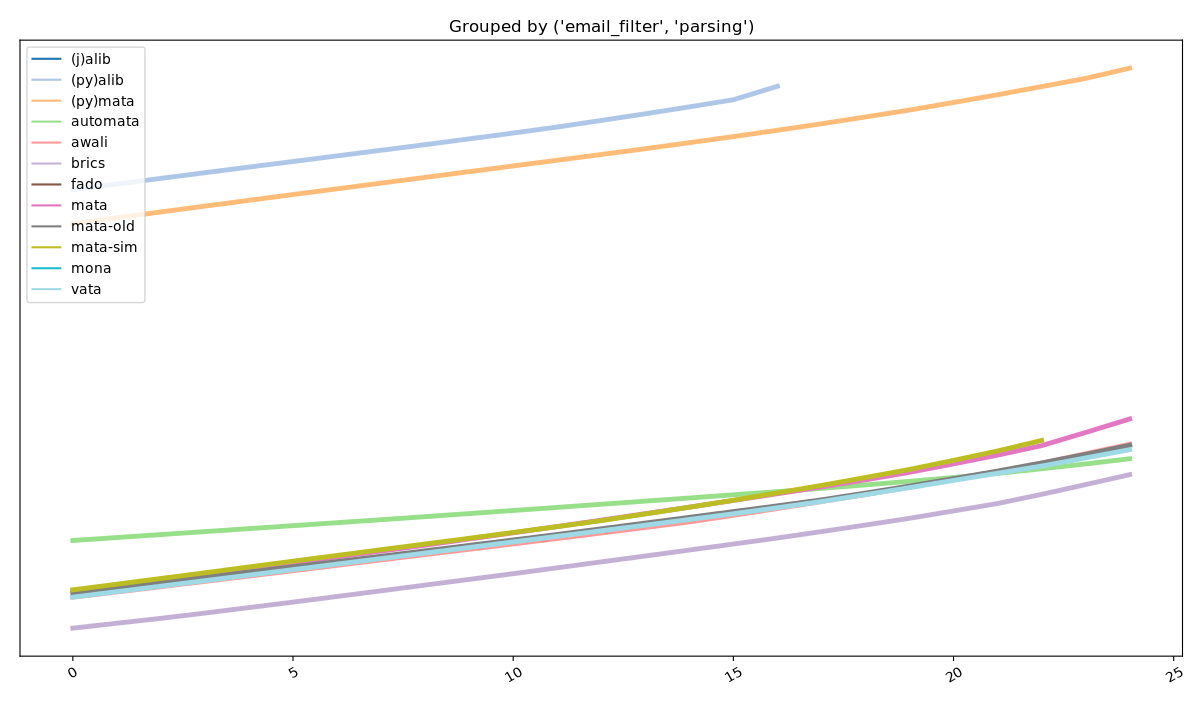 Grouped by ('email_filter', 'parsing')
(j)alib
(py)alib
(py)mata
automata
awali
brics
fado
mata
mata-old
mata-sim
mona
vata
0
5
10
15
20
25